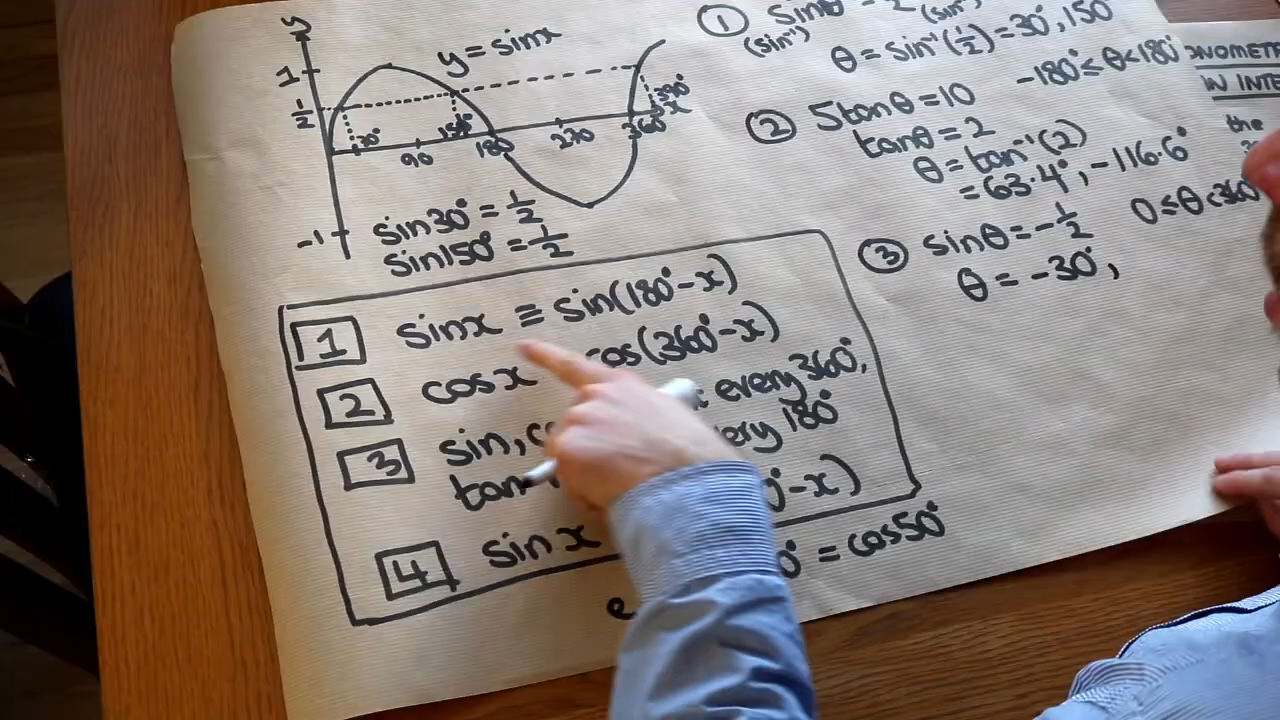 y
y=sinx
1
1/2
30°
90
150°
180
270
360°
390°
x
-1
sin30°=1/2
sin150°=1/2
1 sinx ≡ sin(180°-x)
2 cosx cos(360°-x)
3 sin, every 360°,
tan 180°
4 sinx -x)
= cos50°
1 sinθ
(sin⁻¹) (sin⁻¹)
θ = sin⁻¹(1/2) = 30°, 150
2 5tanθ=10 -180°≤θ<180°
tanθ=2
θ=tan⁻¹(2)
=63.4°, -116.6°
3 sinθ=-1/2 0≤θ<360°
θ = -30°,
IN
the